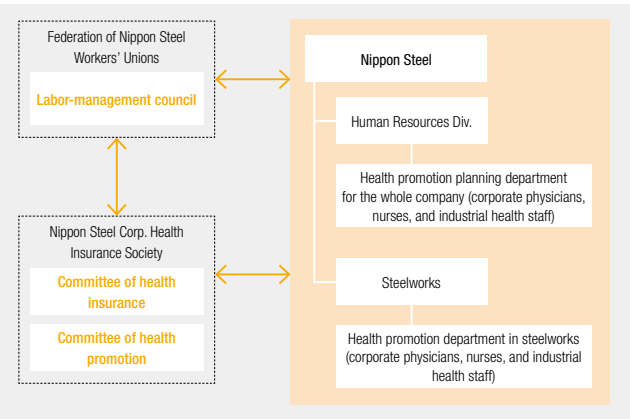 Federation of Nippon Steel
Workers' Unions
Labor-management council
Nippon Steel Corp. Health
Insurance Society
Committee of health
insurance
Committee of health
promotion
Nippon Steel
Human Resources Div.
Health promotion planning department
for the whole company (corporate physicians,
nurses, and industrial health staff)
Steelworks
Health promotion department in steelworks
(corporate physicians, nurses, and industrial
health staff)